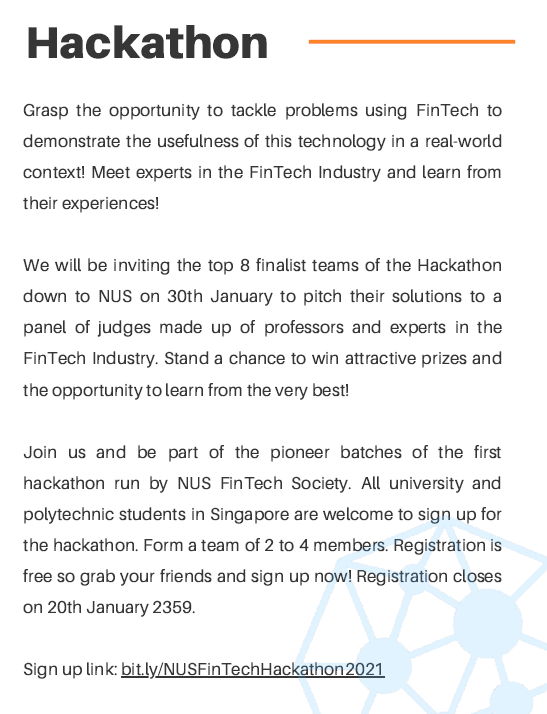 Hackathon
Grasp the opportunity to tackle problems using FinTech to
demonstrate the usefulness of this technology in a real-world
context! Meet experts in the FinTech Industry and learn from
their experiences!
We will be inviting the top 8 finalist teams of the Hackathon
down to NUS on 30th January to pitch their solutions to a
panel of judges made up of professors and experts in the
FinTech Industry. Stand a chance to win attractive prizes and
the opportunity to learn from the very best!
Join us and be part of the pioneer batches of the first
hackathon run by NUS FinTech Society. All university and
polytechnic students in Singapore are welcome to sign up for
the hackathon. Form a team of 2 to 4 members. Registration is
free so grab your friends and sign up now! Registration closes
on 20th January 2359.
Sign up link: bit.ly/NUSFinTechHackathon2021